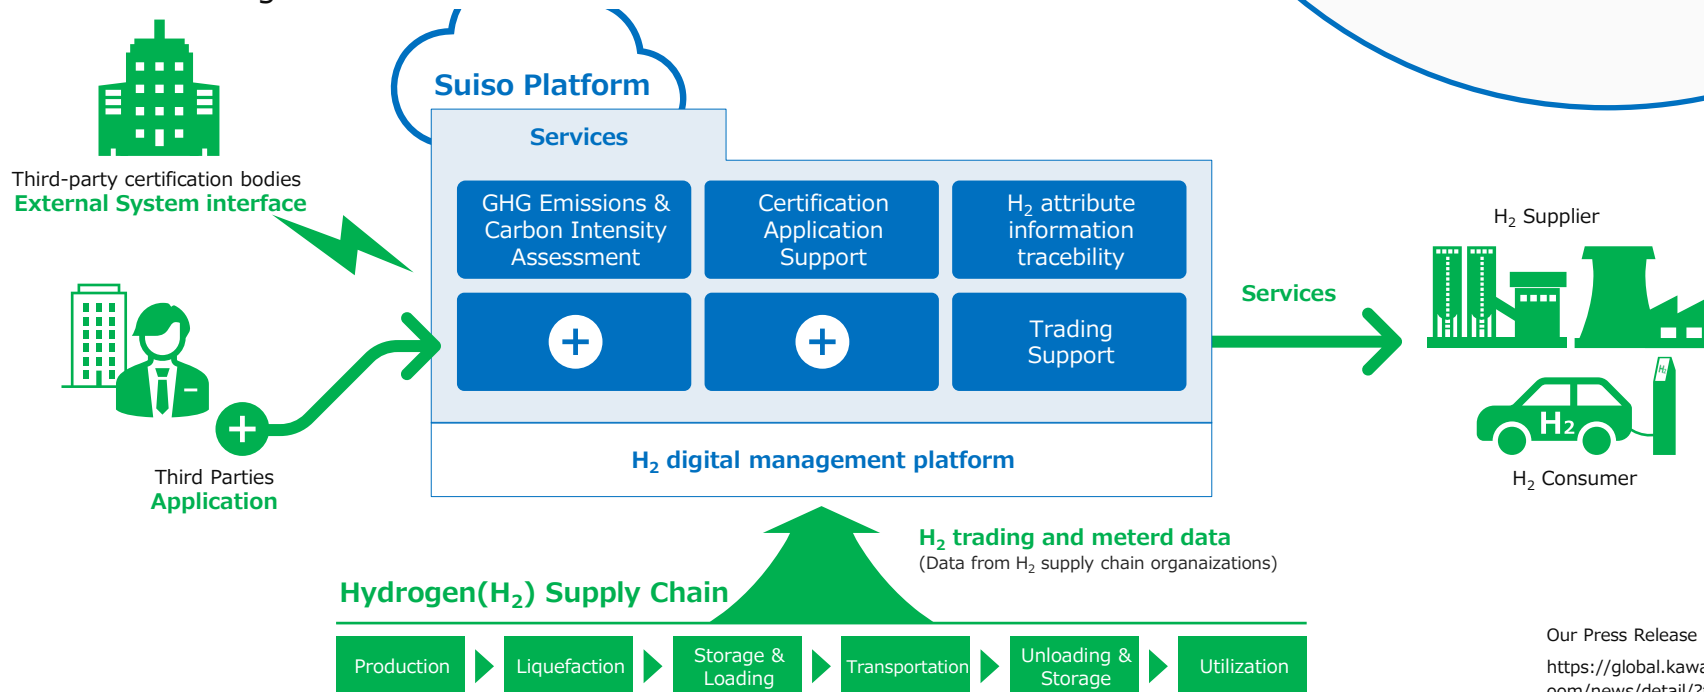 Suiso Platform
Services
Third-party certification bodies
External System interface
GHG Emissions &
Carbon Intensity
Assessment
Certification
Application
Support
H₂ attribute
information
tracebility
+
+
Trading
Support
H₂ digital management platform
+
Third Parties
Application
Services
H₂ Supplier
H₂
H₂
H₂ Consumer
H₂ trading and meterd data
(Data from H₂ supply chain organaizations)
Hydrogen(H₂) Supply Chain
Production
Liquefaction
Storage &
Loading
Transportation
Unloading &
Storage
Utilization
Our Press Release
https://global.kawa